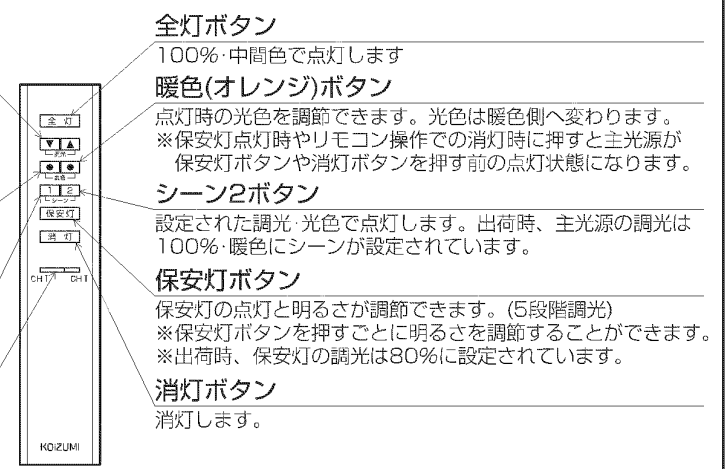 全灯ボタン
100%·中間色で点灯します
暖色(オレンジ)ボタン
点灯時の光色を調節できます。光色は暖色側へ変わります。
※保安灯点灯時やリモコン操作での消灯時に押すと主光源が
保安灯ボタンや消灯ボタンを押す前の点灯状態になります。
シーン2ボタン
設定された調光·光色で点灯します。出荷時、主光源の調光は
100%·暖色にシーンが設定されています。
保安灯ボタン
保安灯の点灯と明るさが調節できます。(5段階調光)
※保安灯ボタンを押すごとに明るさを調節することができます。
※出荷時、保安灯の調光は80%に設定されています。
消灯ボタン
消灯します。
全 灯
▼ ▲
調光
● ●
1 2
シーン
保安灯
消 灯
CH.1 CH.1
KOIZUMI